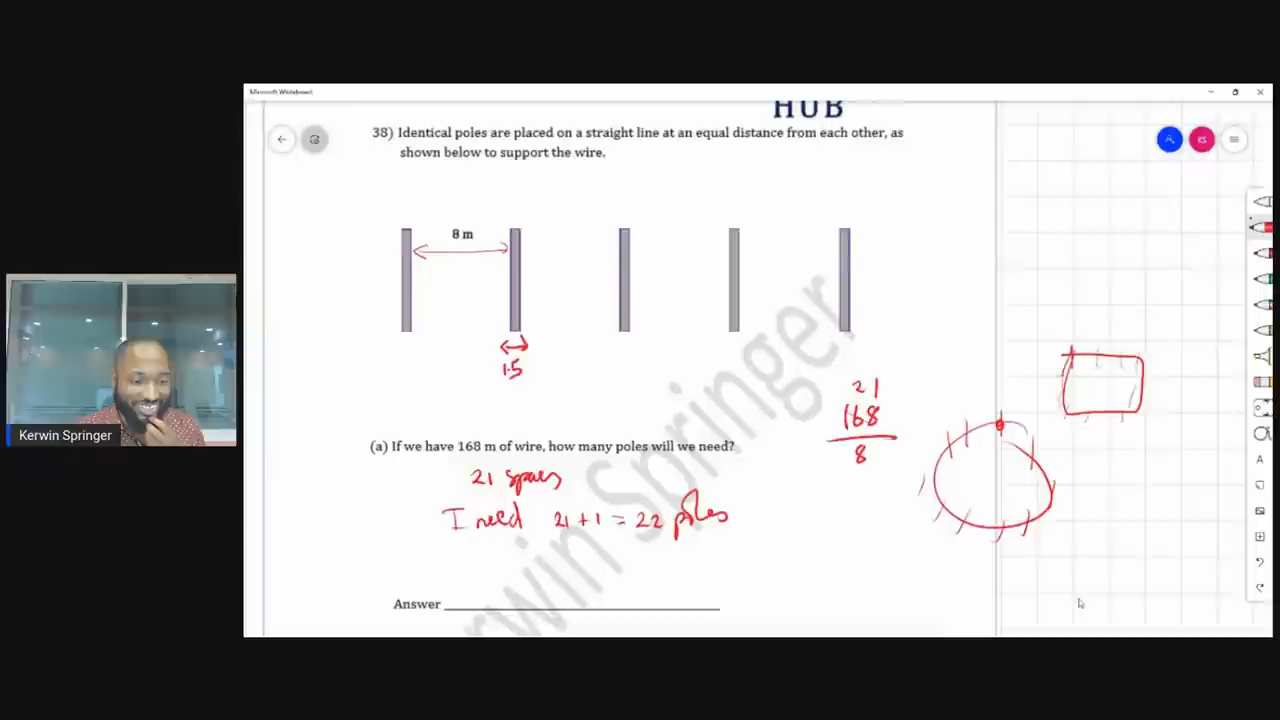 Microsoft Whiteboard
HUB
38) Identical poles are placed on a straight line at an equal distance from each other, as
shown below to support the wire.
8 m
1.5
21
168
8
(a) If we have 168 m of wire, how many poles will we need?
21 spaces
I need 21 + 1 = 22 poles
Answer
Kerwin Springer
Kerwin Springer
KS
A